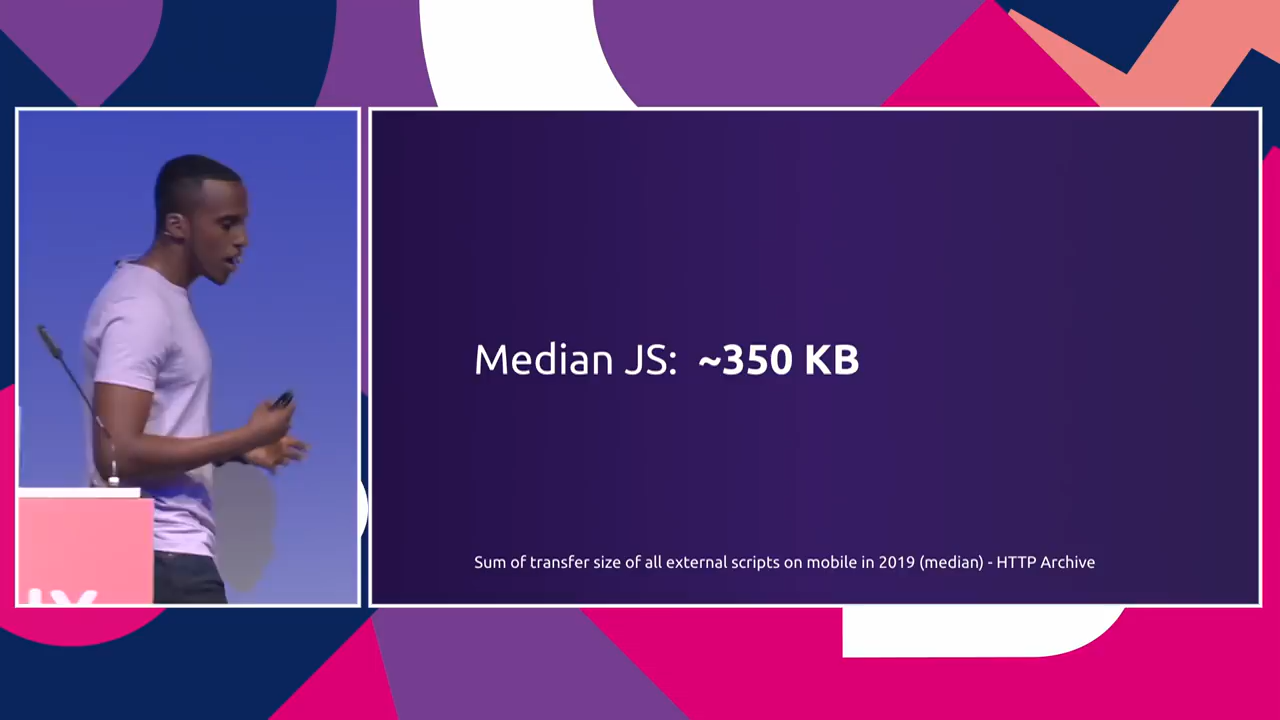 Median JS: ~350 KB
Sum of transfer size of all external scripts on mobile in 2019 (median) - HTTP Archive